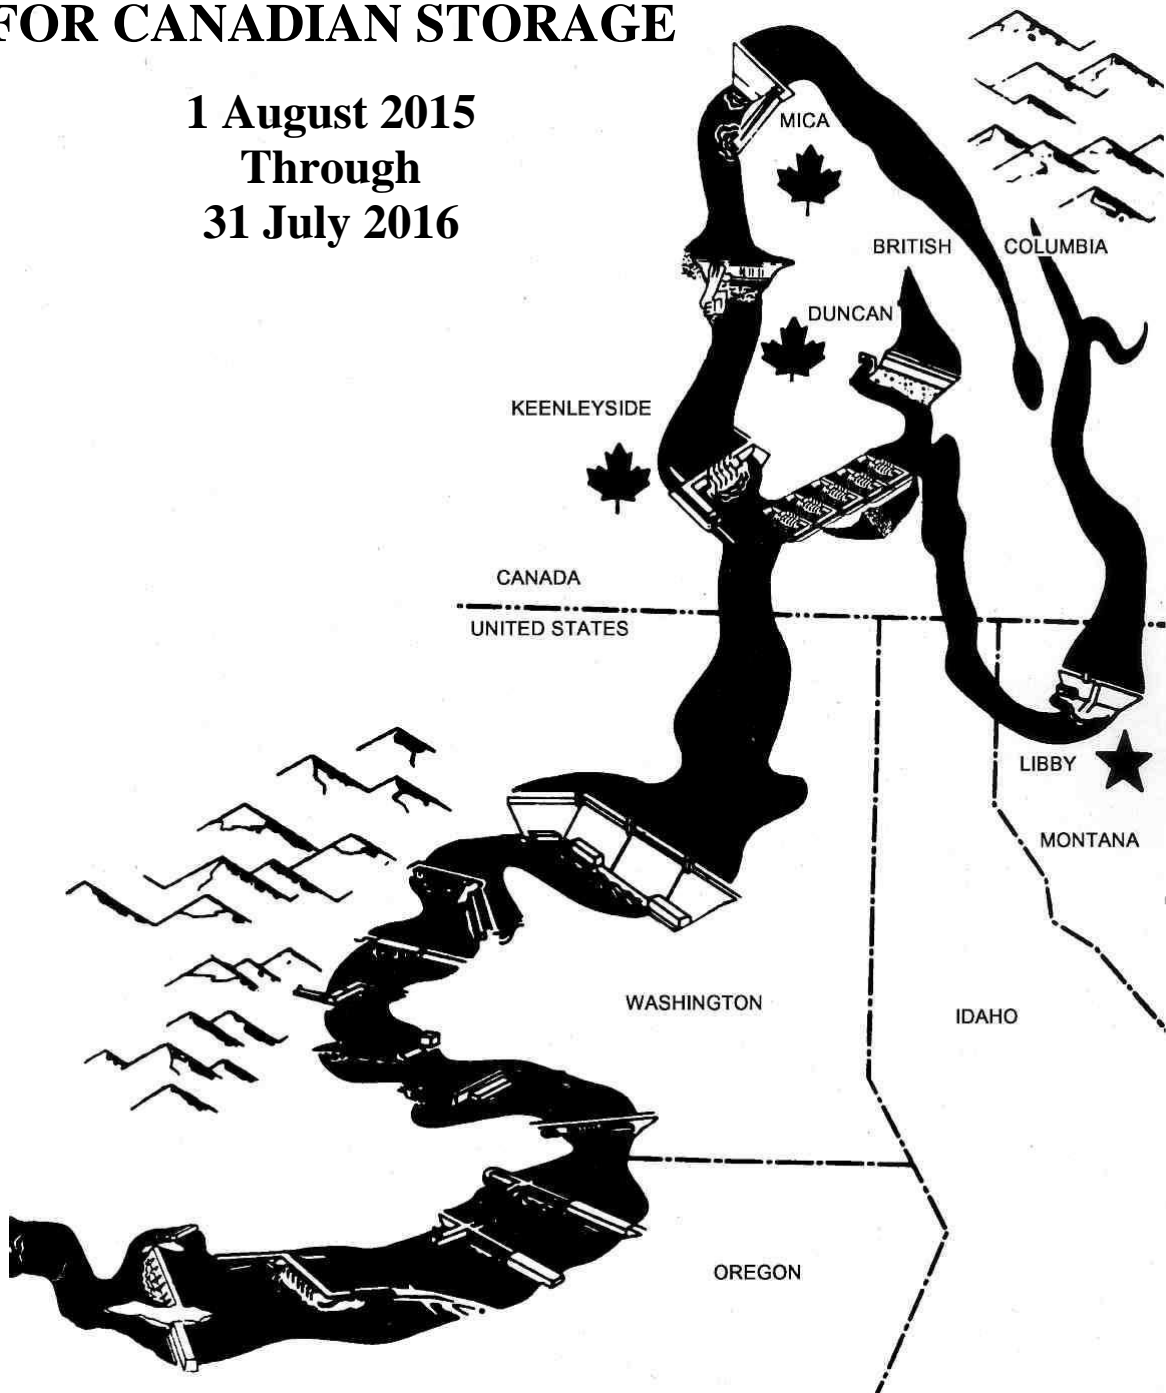 FOR CANADIAN STORAGE
1 August 2015
Through
31 July 2016
MICA
BRITISH COLUMBIA
DUNCAN
KEENLEYSIDE
CANADA
UNITED STATES
LIBBY
MONTANA
WASHINGTON
IDAHO
OREGON